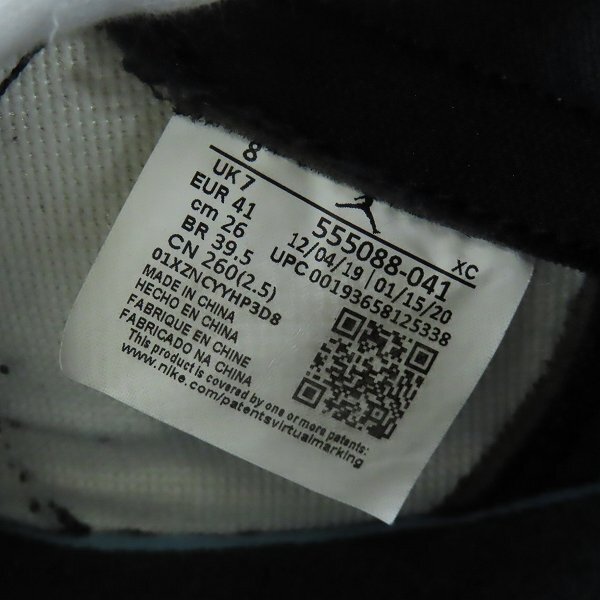 8
UK 7
EUR 41
cm 26
BR 39.5
CN 260(2.5)
01XZNCYYHP3D8
MADE IN CHINA
HECHO EN CHINA
FABRIQUE EN CHINE
FABRICADO NA CHINA
This product is covered by one or more patents:
www.nike.com/patentsvirtualmarking
XC
555088-041
12/04/19 | 01/15/20
UPC 00193658125338